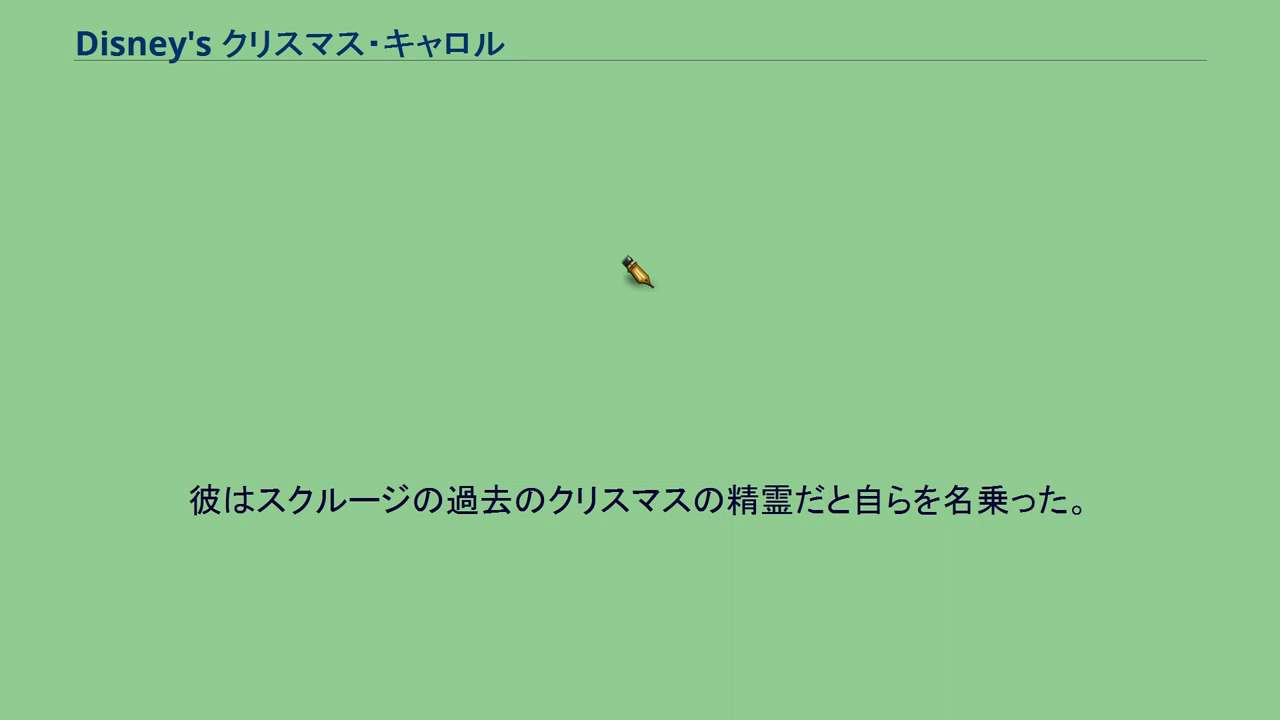 Disney's クリスマス・キャロル
彼はスクルージの過去のクリスマスの精霊だと自らを名乗った。